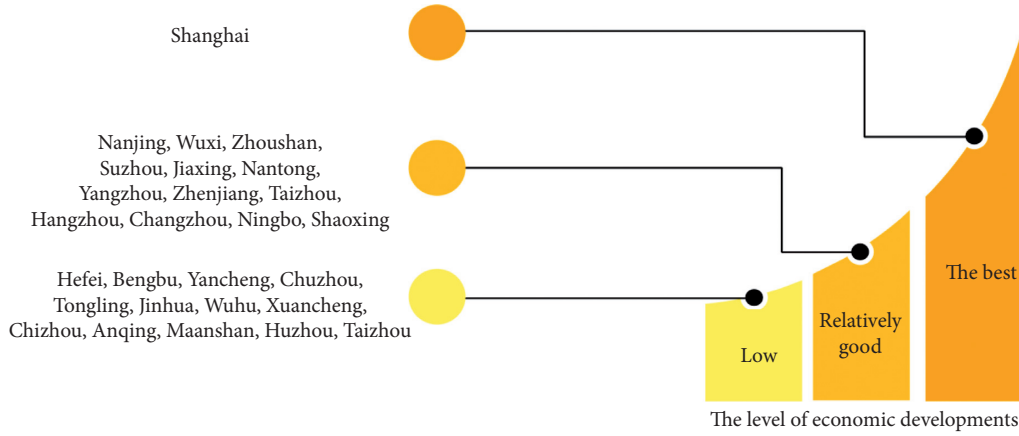 Shanghai
Nanjing, Wuxi, Zhoushan,
Suzhou, Jiaxing, Nantong,
Yangzhou, Zhenjiang, Taizhou,
Hangzhou, Changzhou, Ningbo, Shaoxing
Hefei, Bengbu, Yancheng, Chuzhou,
Tongling, Jinhua, Wuhu, Xuancheng,
Chizhou, Anqing, Maanshan, Huzhou, Taizhou
Low
Relatively
good
The best
The level of economic developments